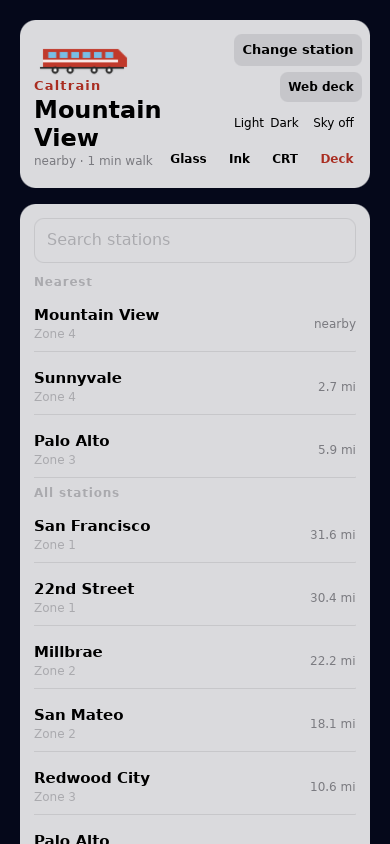 Change station
Caltrain
Web deck
Mountain
View
Light Dark Sky off
nearby · 1 min walk
Glass Ink CRT Deck
Search stations
Nearest
Mountain View
Zone 4
nearby
Sunnyvale
Zone 4
2.7 mi
Palo Alto
Zone 3
5.9 mi
All stations
San Francisco
Zone 1
31.6 mi
22nd Street
Zone 1
30.4 mi
Millbrae
Zone 2
22.2 mi
San Mateo
Zone 2
18.1 mi
Redwood City
Zone 3
10.6 mi
Palo Alto